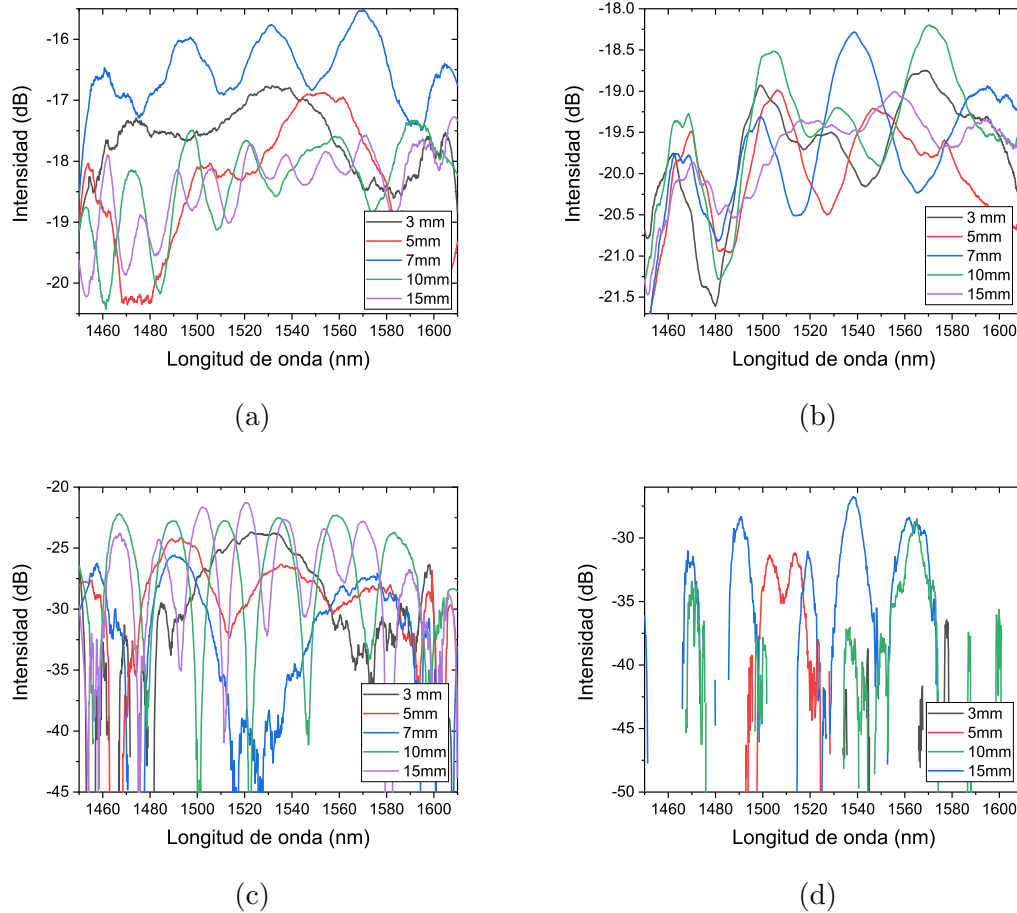 -16
-17
-18
-19
-20
Intensidad (dB)
3 mm
5mm
7mm
10mm
15mm
1460 1480 1500 1520 1540 1560 1580 1600
Longitud de onda (nm)
(a)
-18.0
-18.5
-19.0
-19.5
-20.0
-20.5
-21.0
-21.5
Intensidad (dB)
3 mm
5mm
7mm
10mm
15mm
1460 1480 1500 1520 1540 1560 1580 1600
Longitud de onda (nm)
(b)
-20
-25
-30
-35
-40
-45
Intensidad (dB)
3 mm
5mm
7mm
10mm
15mm
1460 1480 1500 1520 1540 1560 1580 1600
Longitud de onda (nm)
(c)
-30
-35
-40
-45
-50
Intensidad (dB)
3mm
5mm
10mm
15mm
1460 1480 1500 1520 1540 1560 1580 1600
Longitud de onda (nm)
(d)